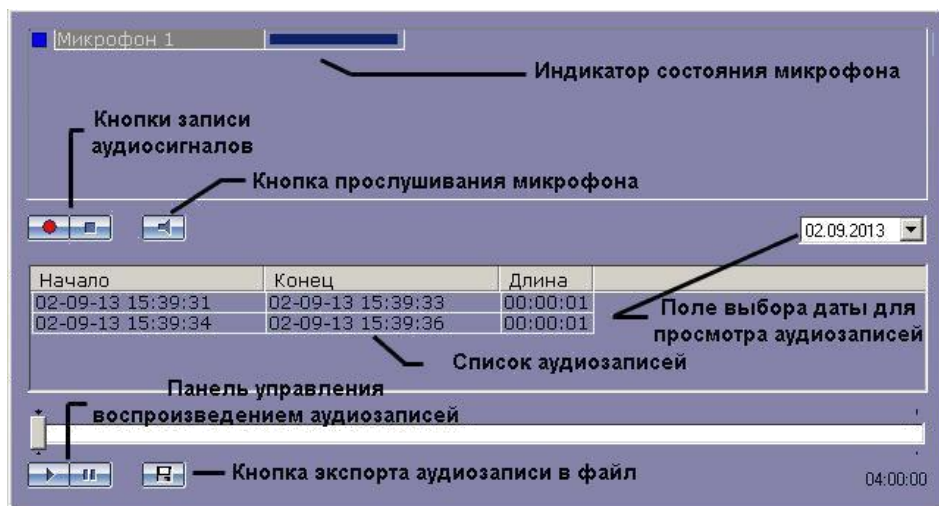 Микрофон 1
Индикатор состояния микрофона
Кнопки записи
аудиосигналов
Кнопка прослушивания микрофона
02.09.2013
Начало Конец Длина
02-09-13 15:39:31 02-09-13 15:39:33 00:00:01
02-09-13 15:39:34 02-09-13 15:39:36 00:00:01
Поле выбора даты для
просмотра аудиозаписей
Список аудиозаписей
Панель управления
воспроизведением аудиозаписей
Кнопка экспорта аудиозаписи в файл
04:00:00